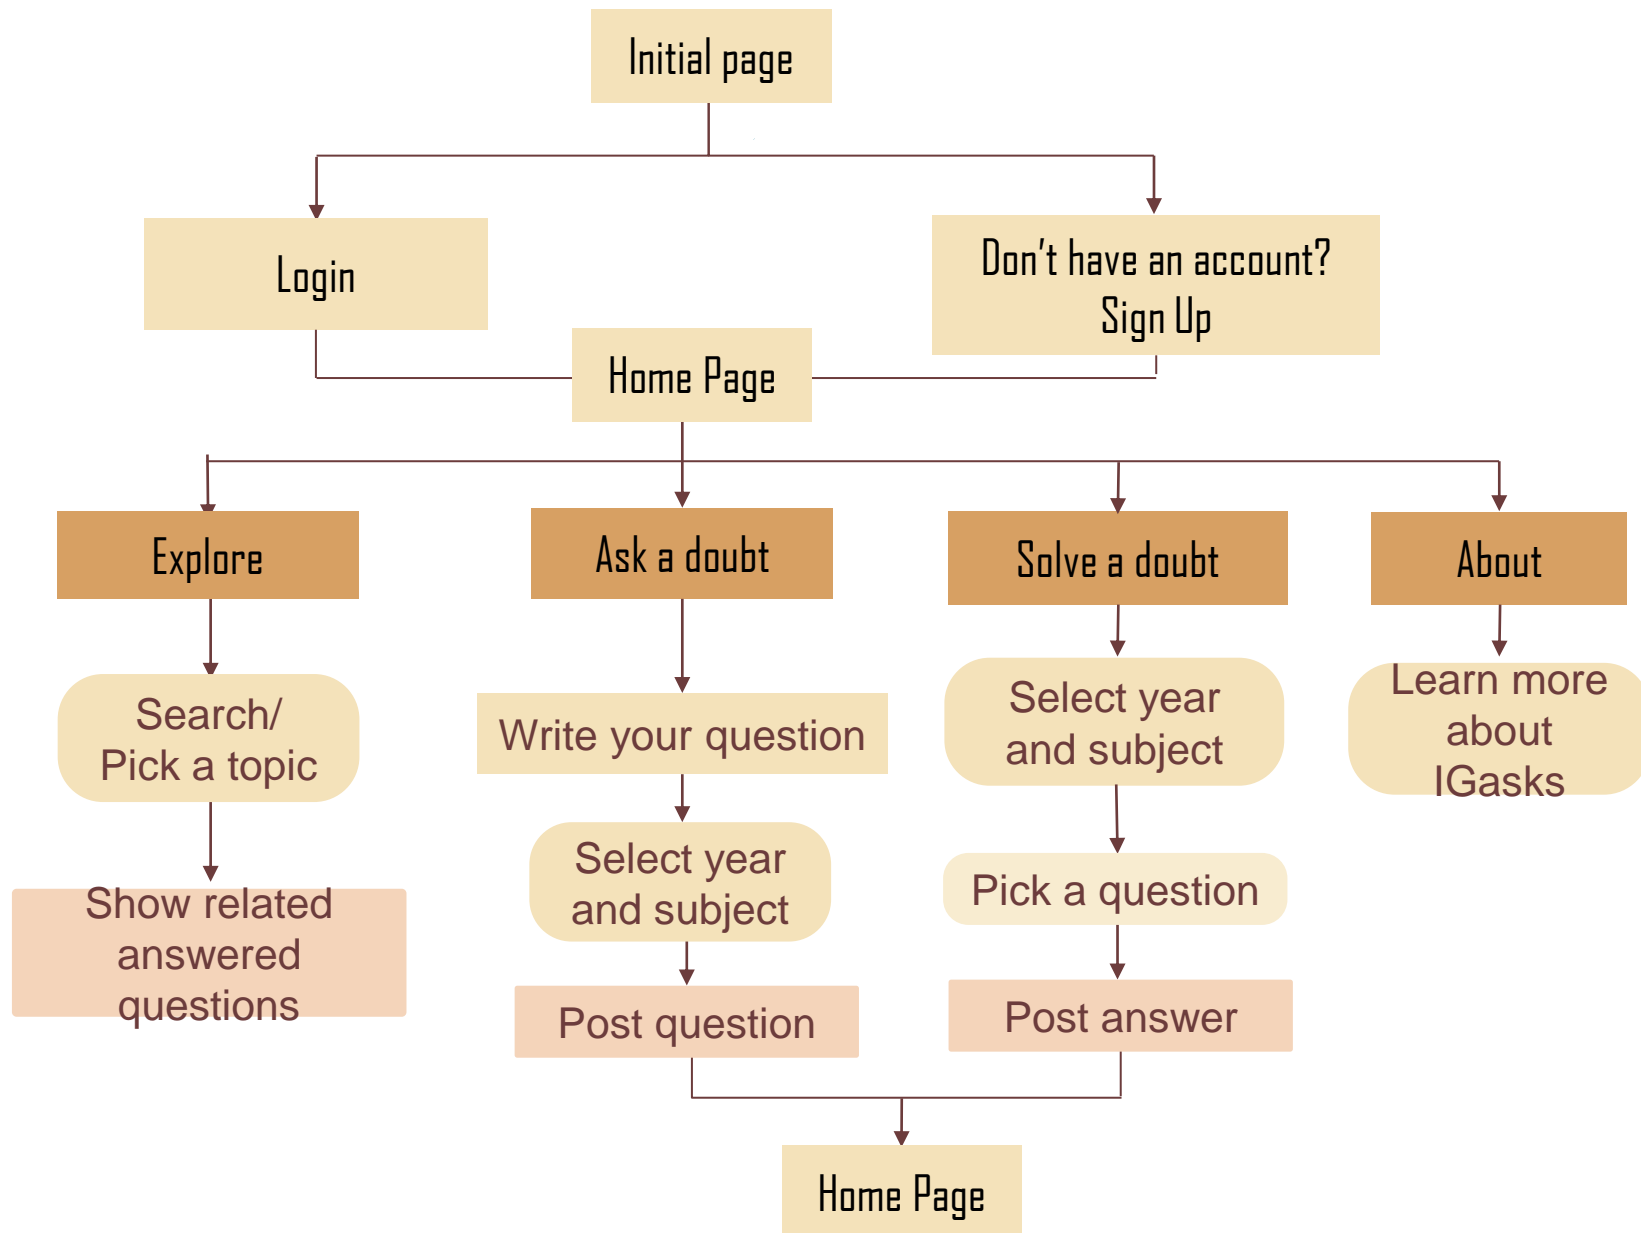 Initial page
Login
Don't have an account?
Sign Up
Home Page
Explore
Ask a doubt
Solve a doubt
About
Search/
Pick a topic
Write your question
Select year
and subject
Learn more
about
IGasks
Select year
and subject
Pick a question
Show related
answered
questions
Post question
Post answer
Home Page